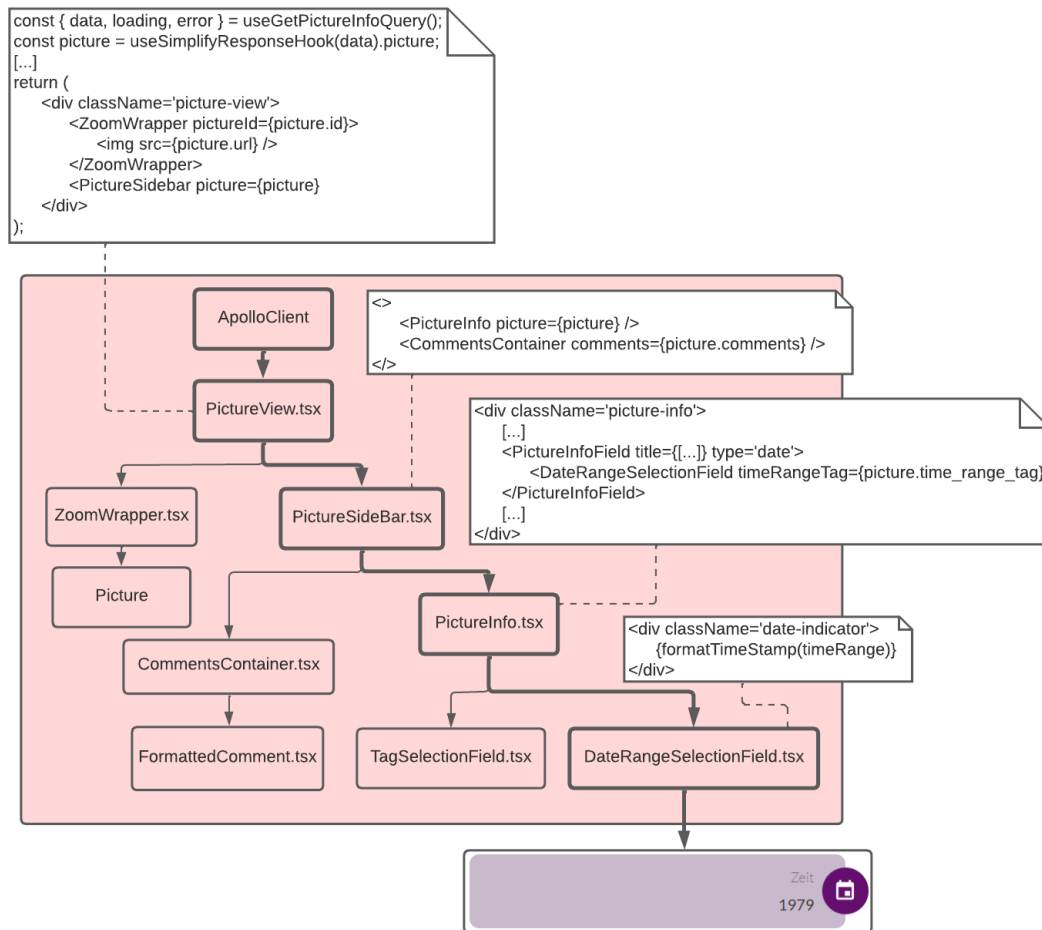 const { data, loading, error } = useGetPictureInfoQuery();
const picture = useSimplifyResponseHook(data).picture;
[...]
return (
<div className='picture-view'>
<ZoomWrapper pictureId={picture.id}>
<img src={picture.url} />
</ZoomWrapper>
<PictureSidebar picture={picture}
</div>
);
ApolloClient
<>
<PictureInfo picture={picture} />
<CommentsContainer comments={picture.comments} />
</>
PictureView.tsx
<div className='picture-info'>
[...]
<PictureInfoField title={[...]} type='date'>
<DateRangeSelectionField timeRangeTag={picture.time_range_tag}
</PictureInfoField>
[...]
</div>
ZoomWrapper.tsx
PictureSideBar.tsx
Picture
PictureInfo.tsx
<div className='date-indicator'>
{formatTimeStamp(timeRange)}
</div>
CommentsContainer.tsx
FormattedComment.tsx
TagSelectionField.tsx
DateRangeSelectionField.tsx
Zeit
1979